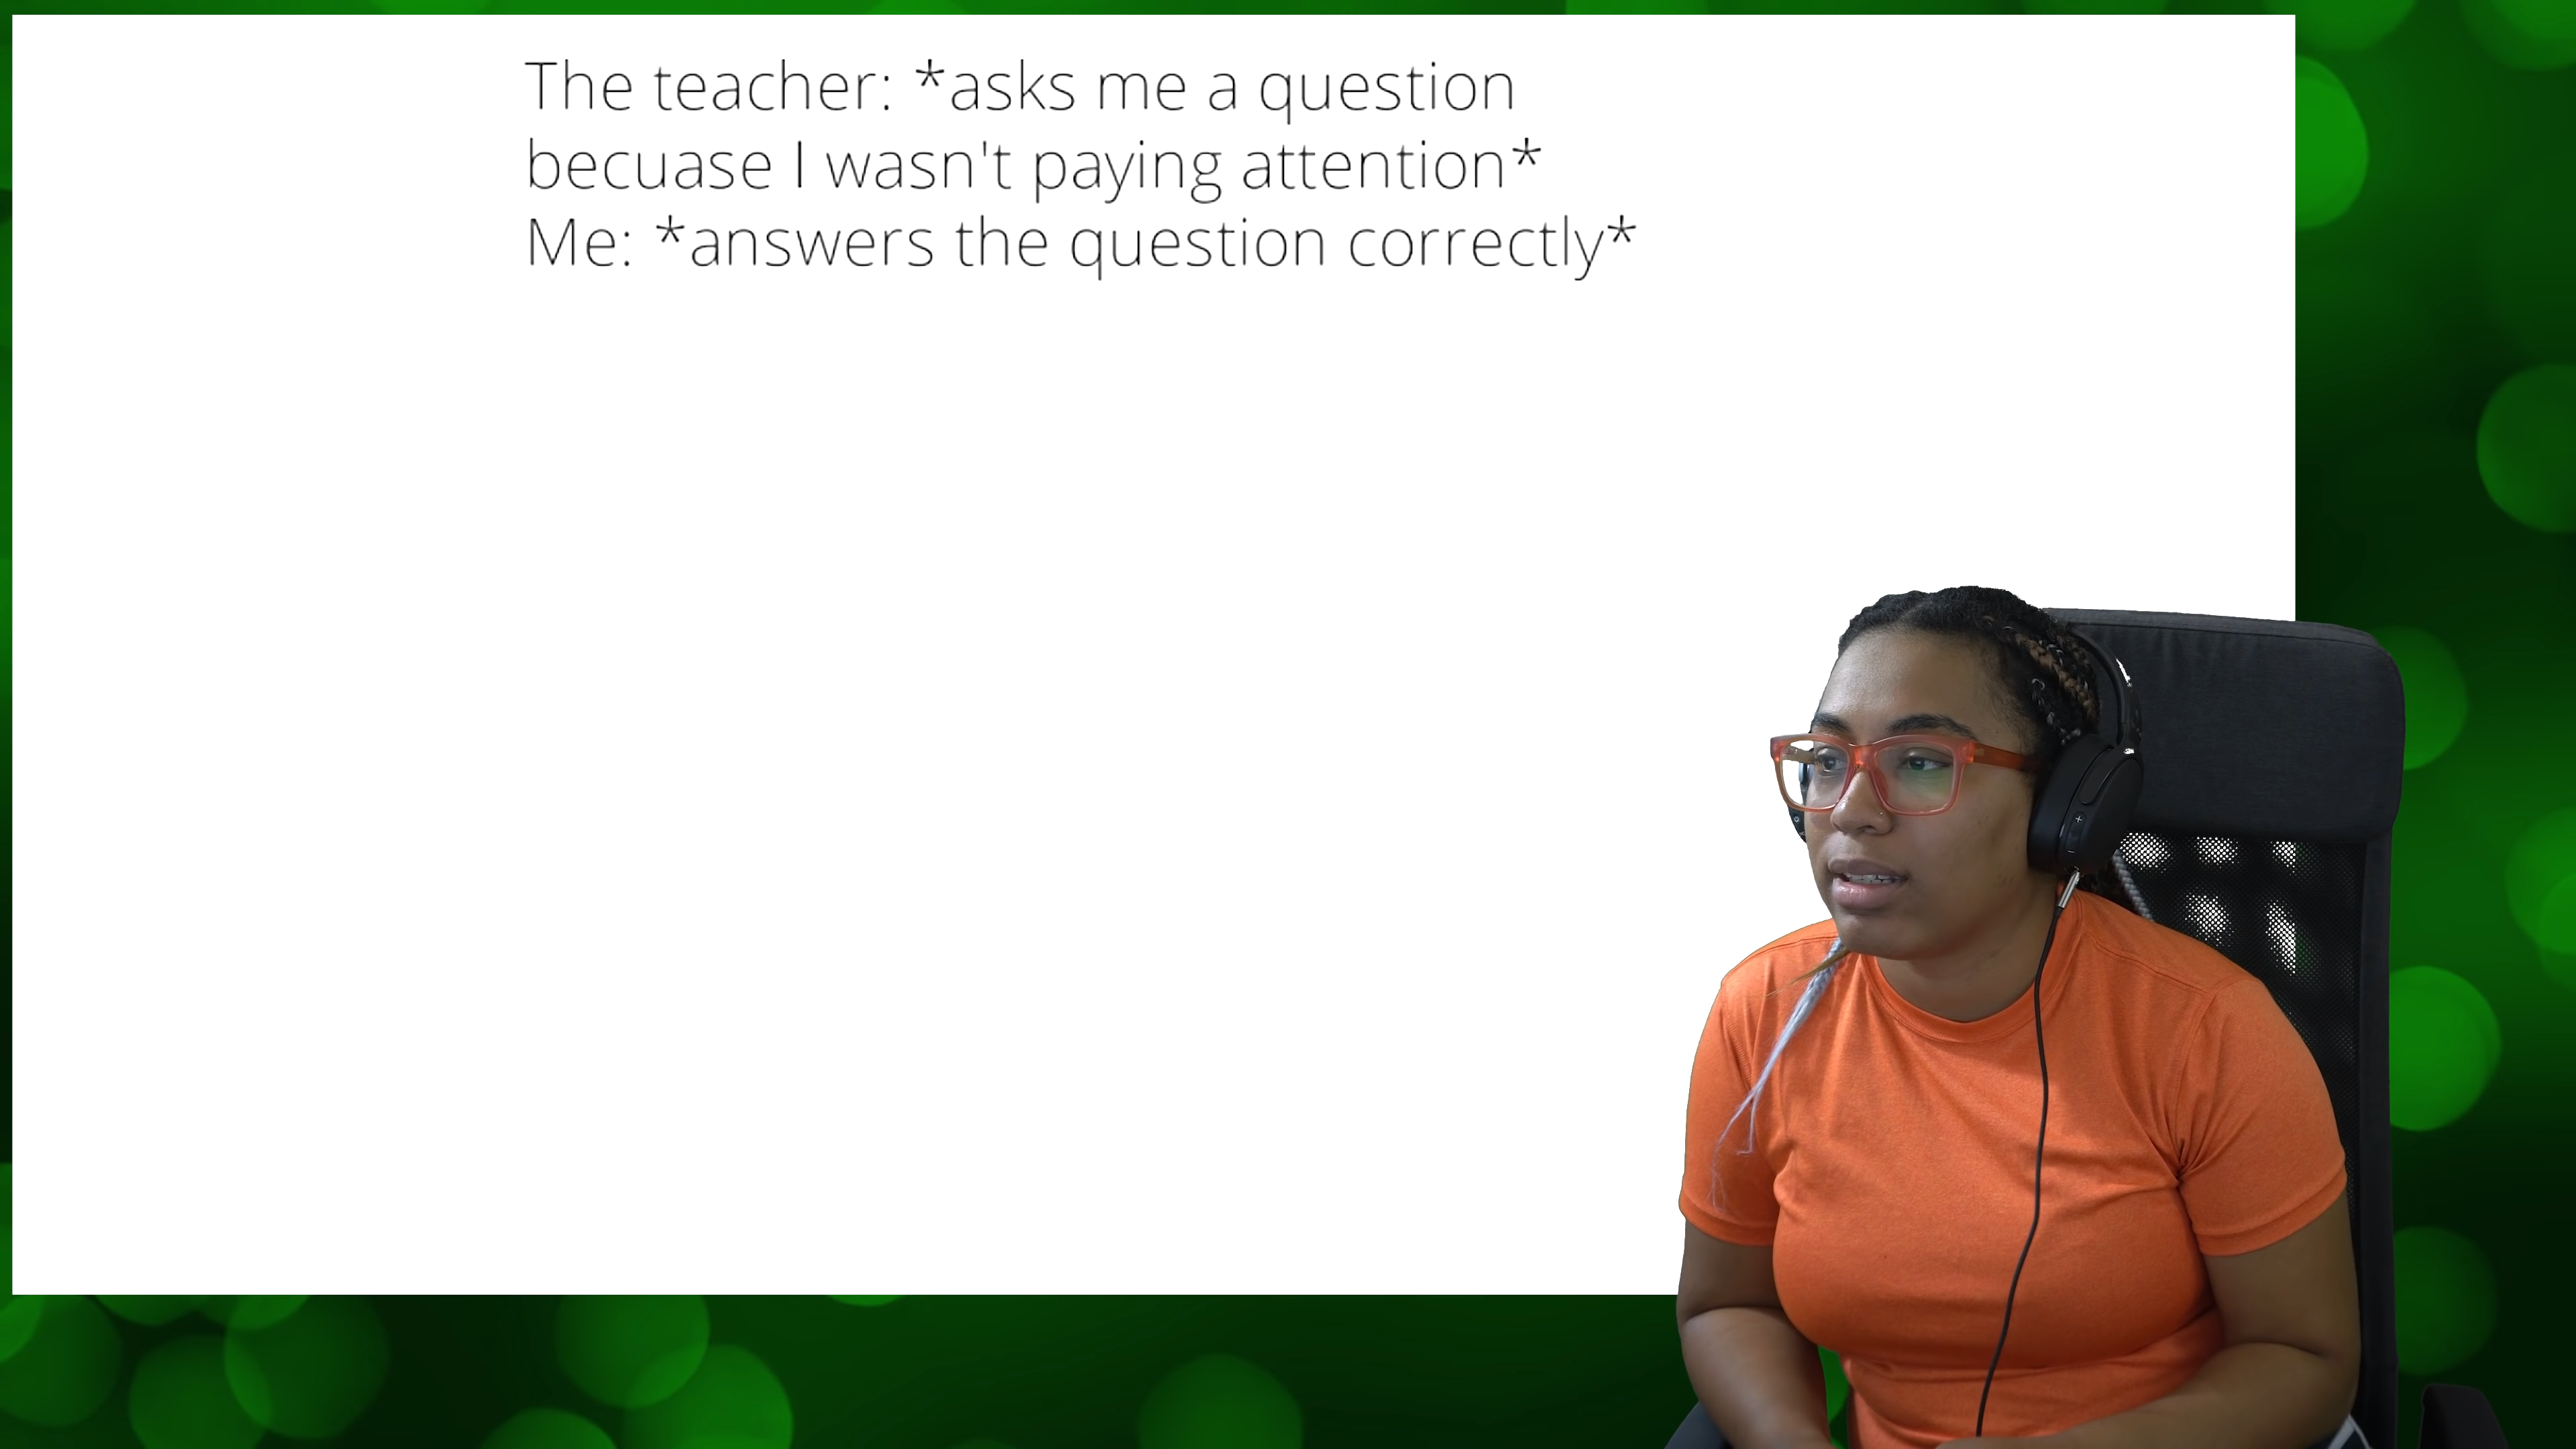 The teacher: *asks me a question
becuase I wasn't paying attention*
Me: *answers the question correctly*